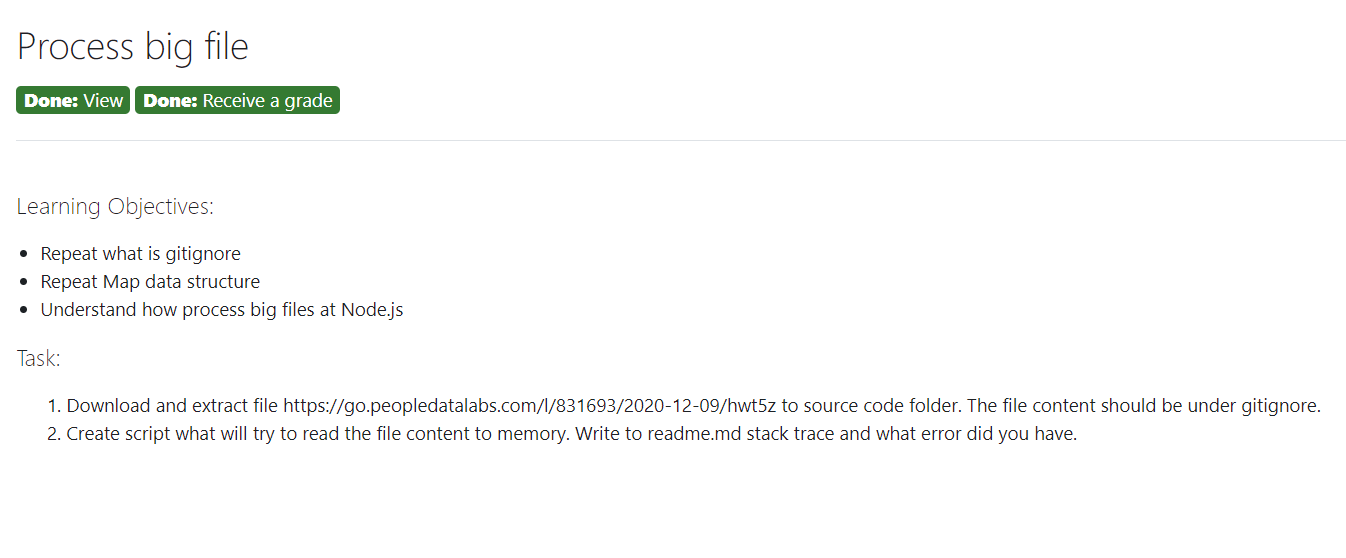 Process big file
Done: View Done: Receive a grade
Learning Objectives:
Repeat what is gitignore
Repeat Map data structure
Understand how process big files at Node.js
Task:
1. Download and extract file https://go.peopledatalabs.com/l/831693/2020-12-09/hwt5z to source code folder. The file content should be under gitignore.
2. Create script what will try to read the file content to memory. Write to readme.md stack trace and what error did you have.